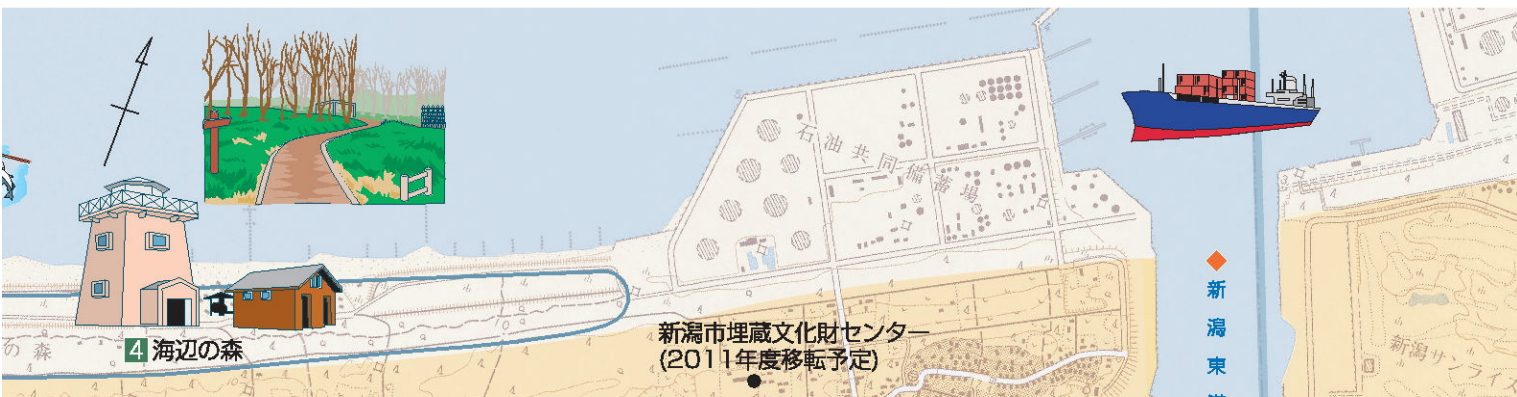 石油共同備蓄場
4 海辺の森
の森
新潟市埋蔵文化財センター
(2011年度移転予定)
新潟東港
新潟サンライズ